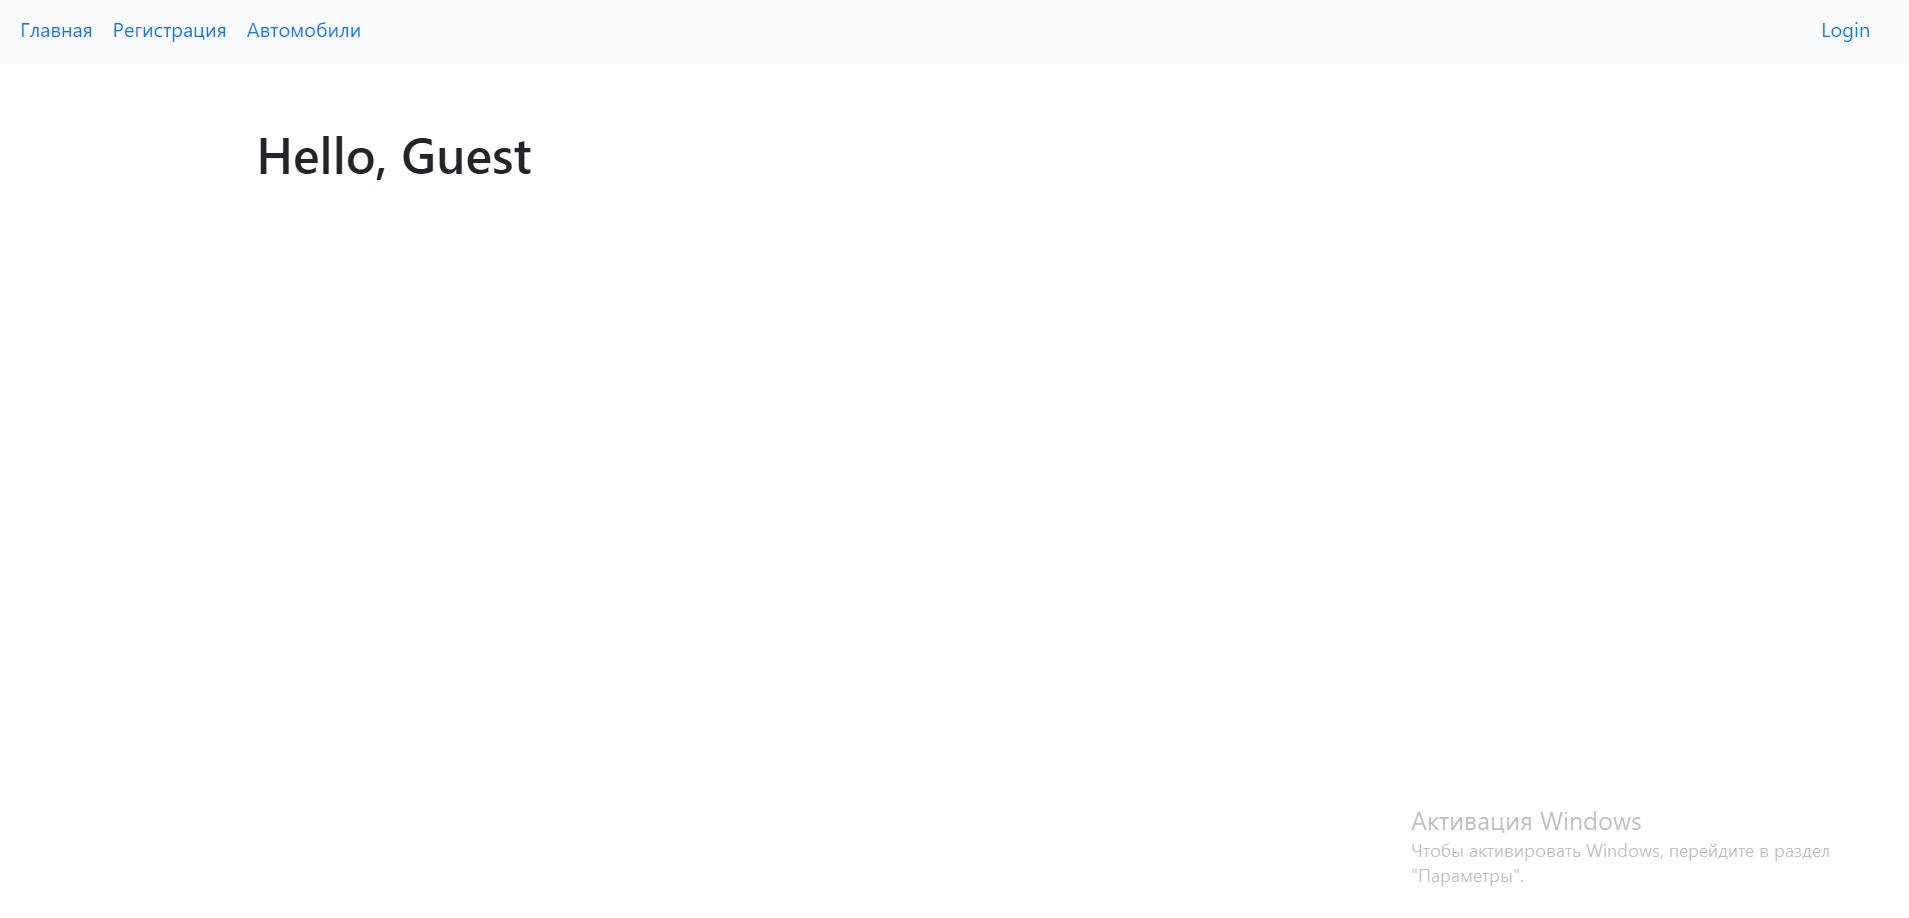 Главная Регистрация Автомобили Login
Hello, Guest
Активация Windows
Чтобы активировать Windows, перейдите в раздел
"Параметры".